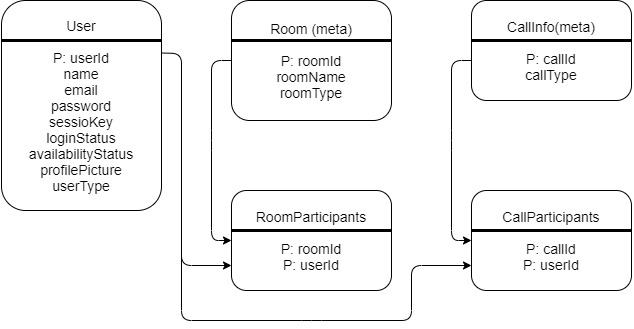 User
P: userId
name
email
password
sessioKey
loginStatus
availabilityStatus
profilePicture
userType
Room (meta)
P: roomId
roomName
roomType
CallInfo(meta)
P: callId
callType
RoomParticipants
P: roomId
P: userId
CallParticipants
P: callId
P: userId